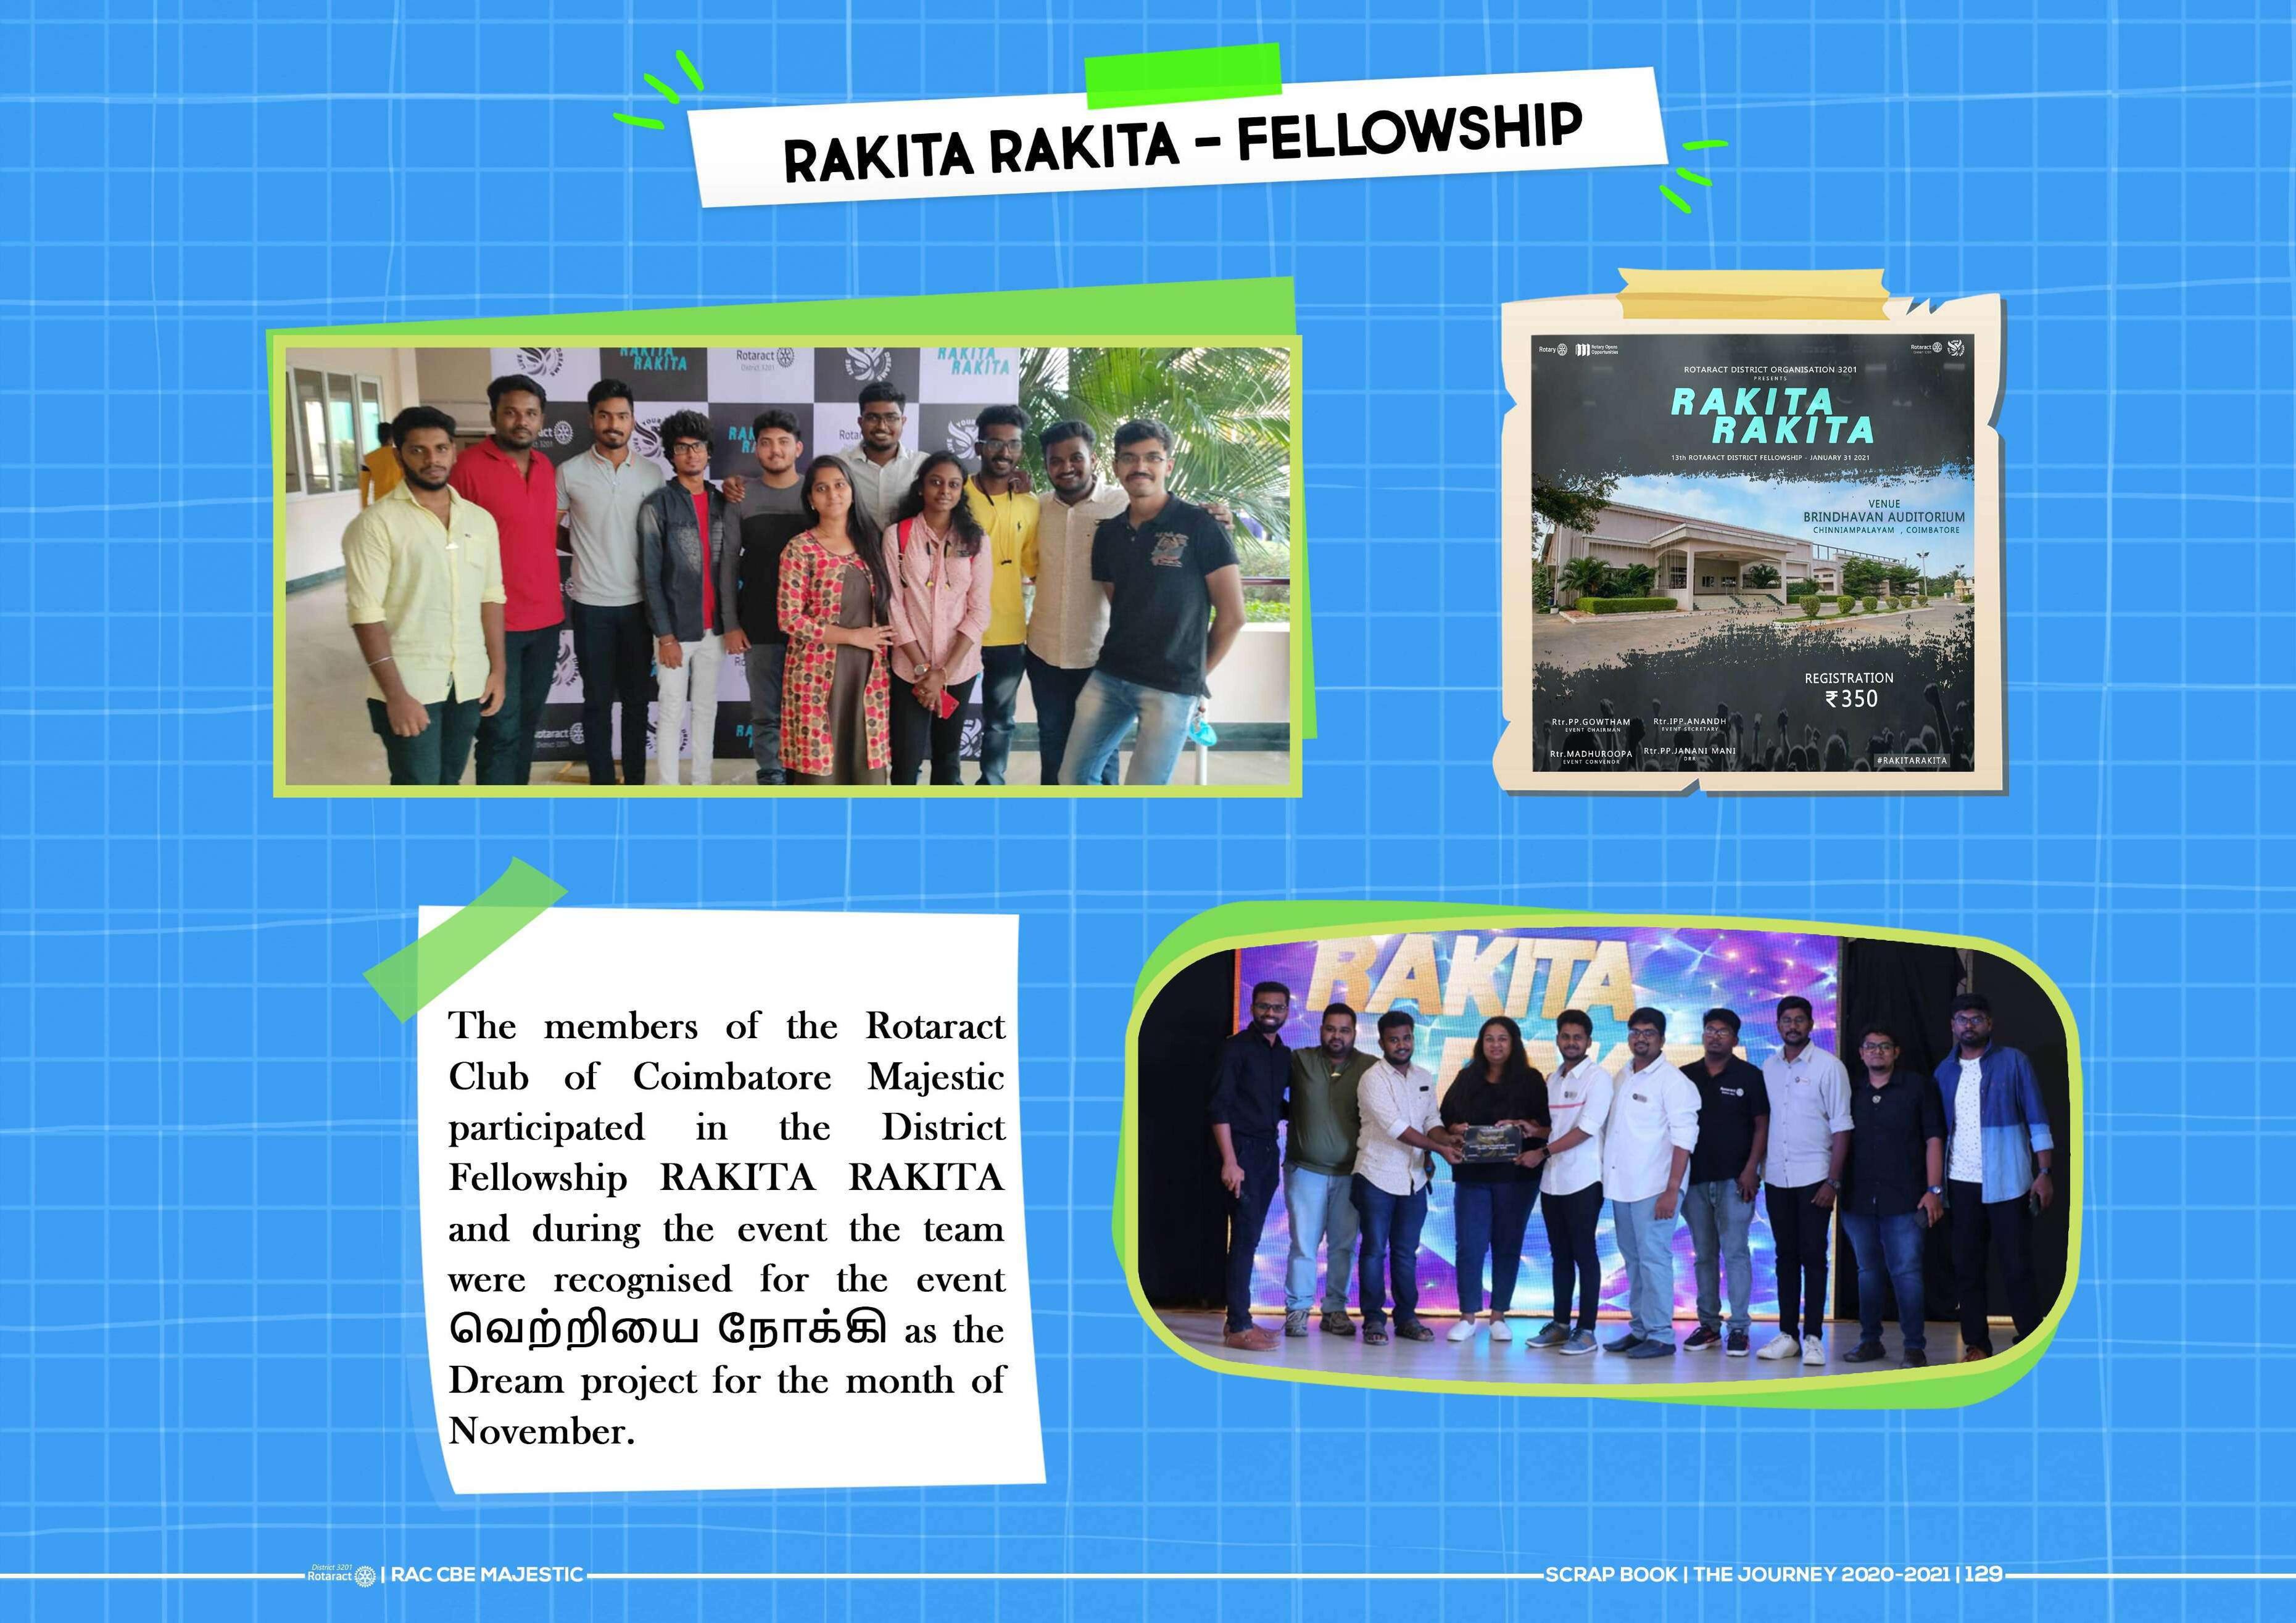 RAKITA RAKITA - FELLOWSHIP
RAKITA
RAKITA
Rotaract
District 3201
RAKITA
RAKITA
Rotary
Rotary Opens
Opportunities
Rotaract
ROTARACT DISTRICT ORGANISATION 3201
PRESENTS
RAKITA
RAKITA
13th ROTARACT DISTRICT FELLOWSHIP - JANUARY 31 2021
VENUE
BRINDHAVAN AUDITORIUM
CHINNIAMPALAYAM , COIMBATORE
REGISTRATION
₹350
Rtr.PP.GOWTHAM
EVENT CHAIRMAN
Rtr.IPP.ANANDH
EVENT SECRETARY
Rtr.MADHUROOPA
EVENT CONVENOR
Rtr.PP.JANANI MANI
DRR
#RAKITARAKITA
The members of the Rotaract
Club of Coimbatore Majestic
participated in the District
Fellowship RAKITA RAKITA
and during the event the team
were recognised for the event
வெற்றியை நோக்கி as the
Dream project for the month of
November.
RAKITA
District 3201
Rotaract | RAC CBE MAJESTIC
SCRAP BOOK | THE JOURNEY 2020-2021 | 129